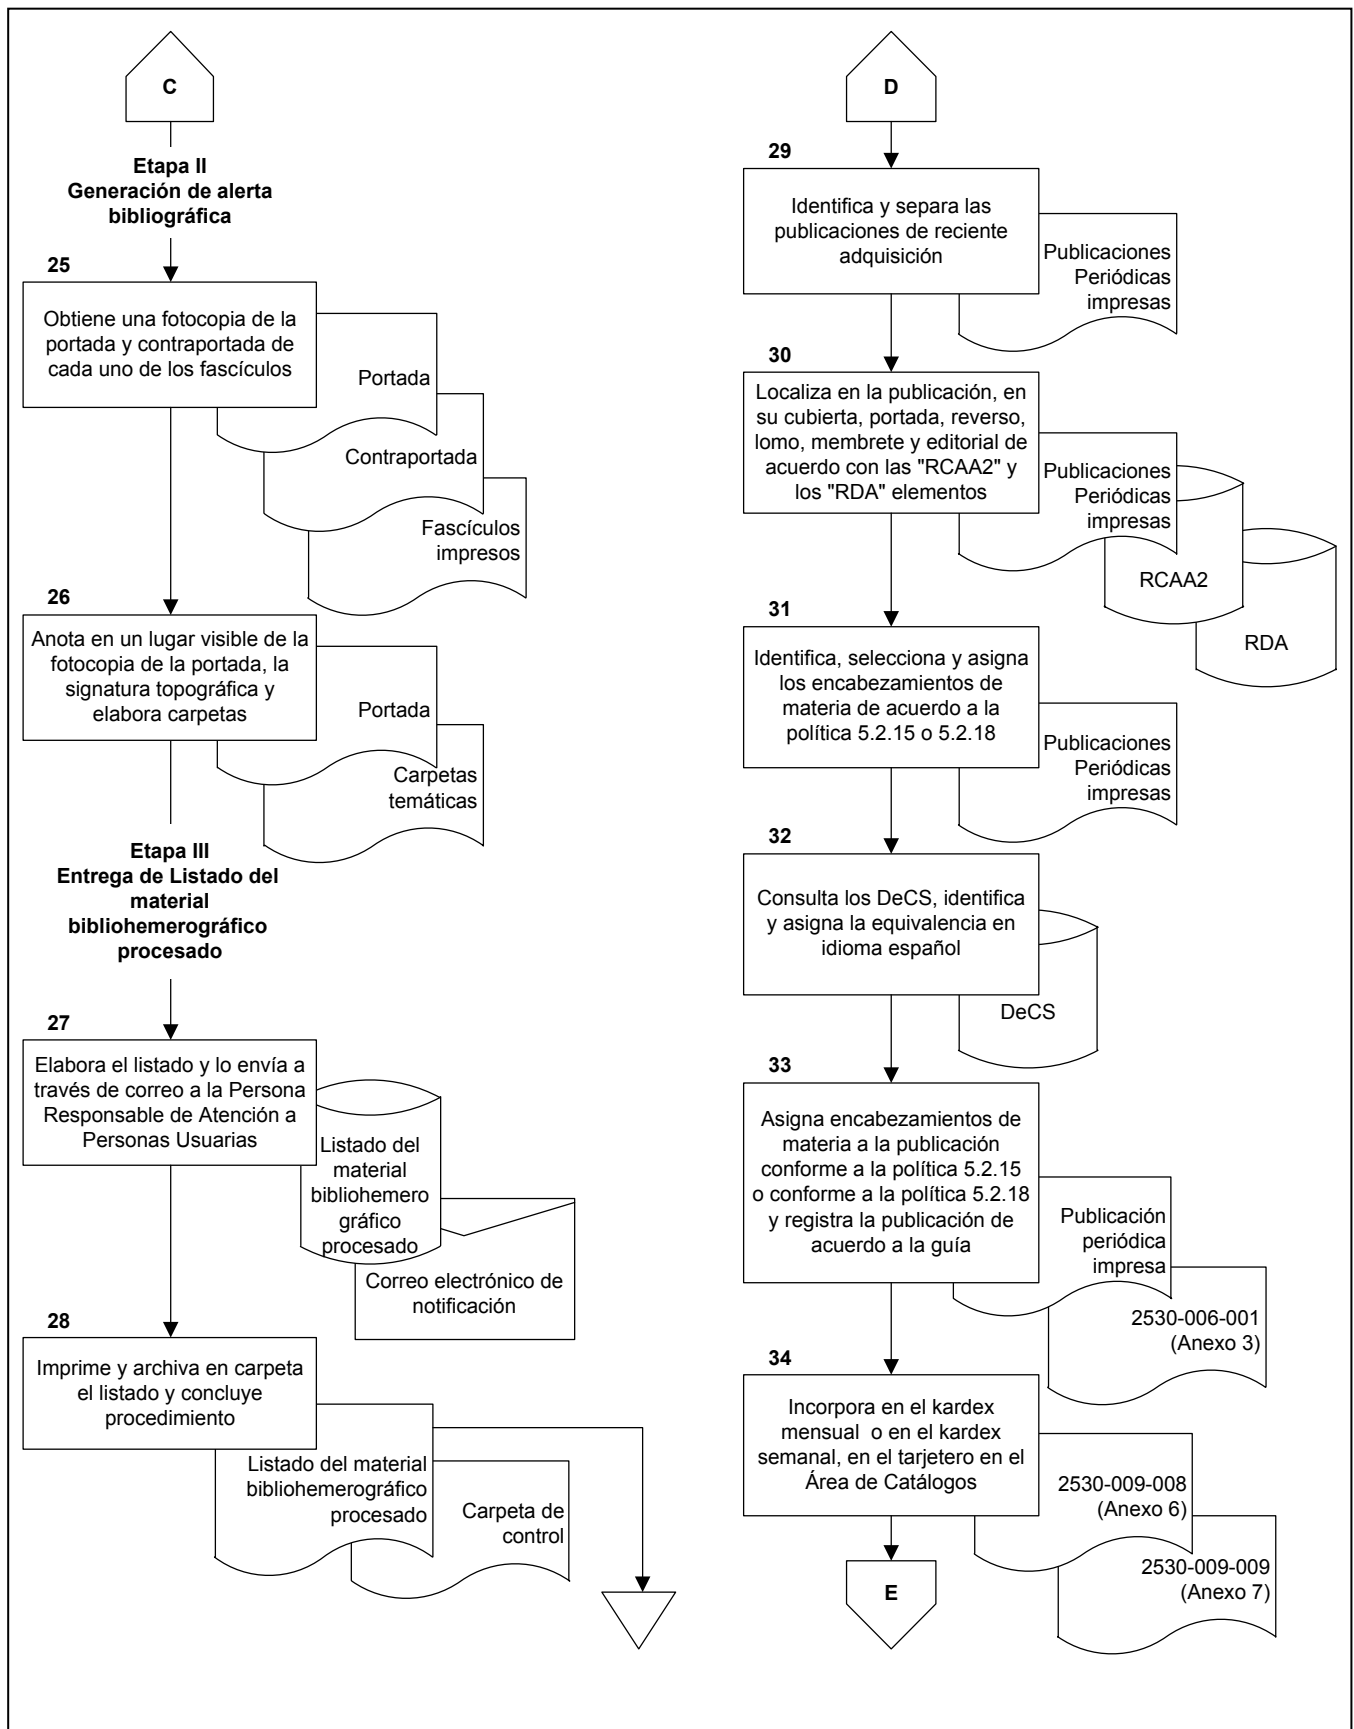 C
Etapa II
Generación de alerta
bibliográfica
25
Obtiene una fotocopia de la
portada y contraportada de
cada uno de los fascículos
Portada
Contraportada
Fascículos
impresos
26
Anota en un lugar visible de la
fotocopia de la portada, la
signatura topográfica y
elabora carpetas
Portada
Carpetas
temáticas
Etapa III
Entrega de Listado del
material
bibliohemerográfico
procesado
27
Elabora el listado y lo envía a
través de correo a la Persona
Responsable de Atención a
Personas Usuarias
Listado del
material
bibliohemero
gráfico
procesado
Correo electrónico de
notificación
28
Imprime y archiva en carpeta
el listado y concluye
procedimiento
Listado del material
bibliohemerográfico
procesado
Carpeta de
control
D
29
Identifica y separa las
publicaciones de reciente
adquisición
Publicaciones
Periódicas
impresas
30
Localiza en la publicación, en
su cubierta, portada, reverso,
lomo, membrete y editorial de
acuerdo con las "RCAA2" y
los "RDA" elementos
Publicaciones
Periódicas
impresas
RCAA2
RDA
31
Identifica, selecciona y asigna
los encabezamientos de
materia de acuerdo a la
política 5.2.15 o 5.2.18
Publicaciones
Periódicas
impresas
32
Consulta los DeCS, identifica
y asigna la equivalencia en
idioma español
DeCS
33
Asigna encabezamientos de
materia a la publicación
conforme a la política 5.2.15
o conforme a la política 5.2.18
y registra la publicación de
acuerdo a la guía
Publicación
periódica
impresa
2530-006-001
(Anexo 3)
34
Incorpora en el kardex
mensual o en el kardex
semanal, en el tarjetero en el
Área de Catálogos
2530-009-008
(Anexo 6)
2530-009-009
(Anexo 7)
E